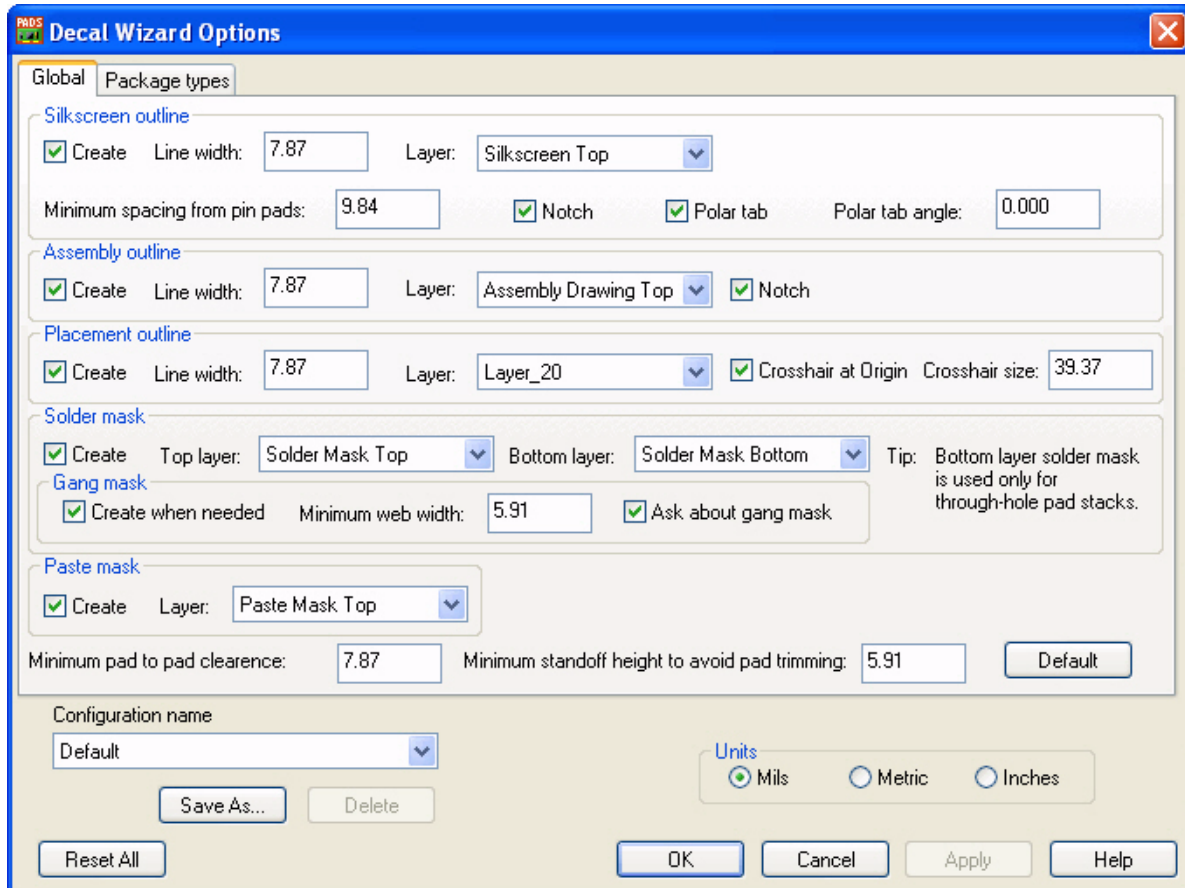 PADS
Decal Wizard Options
Global Package types
Silkscreen outline
Create Line width: 7.87 Layer: Silkscreen Top
Minimum spacing from pin pads: 9.84 Notch Polar tab Polar tab angle: 0.000
Assembly outline
Create Line width: 7.87 Layer: Assembly Drawing Top Notch
Placement outline
Create Line width: 7.87 Layer: Layer_20 Crosshair at Origin Crosshair size: 39.37
Solder mask
Create Top layer: Solder Mask Top Bottom layer: Solder Mask Bottom Tip: Bottom layer solder mask
is used only for
through-hole pad stacks.
Gang mask
Create when needed Minimum web width: 5.91 Ask about gang mask
Paste mask
Create Layer: Paste Mask Top
Minimum pad to pad clearence: 7.87 Minimum standoff height to avoid pad trimming: 5.91 Default
Configuration name
Default
Units
Mils Metric Inches
Save As... Delete
Reset All OK Cancel Apply Help